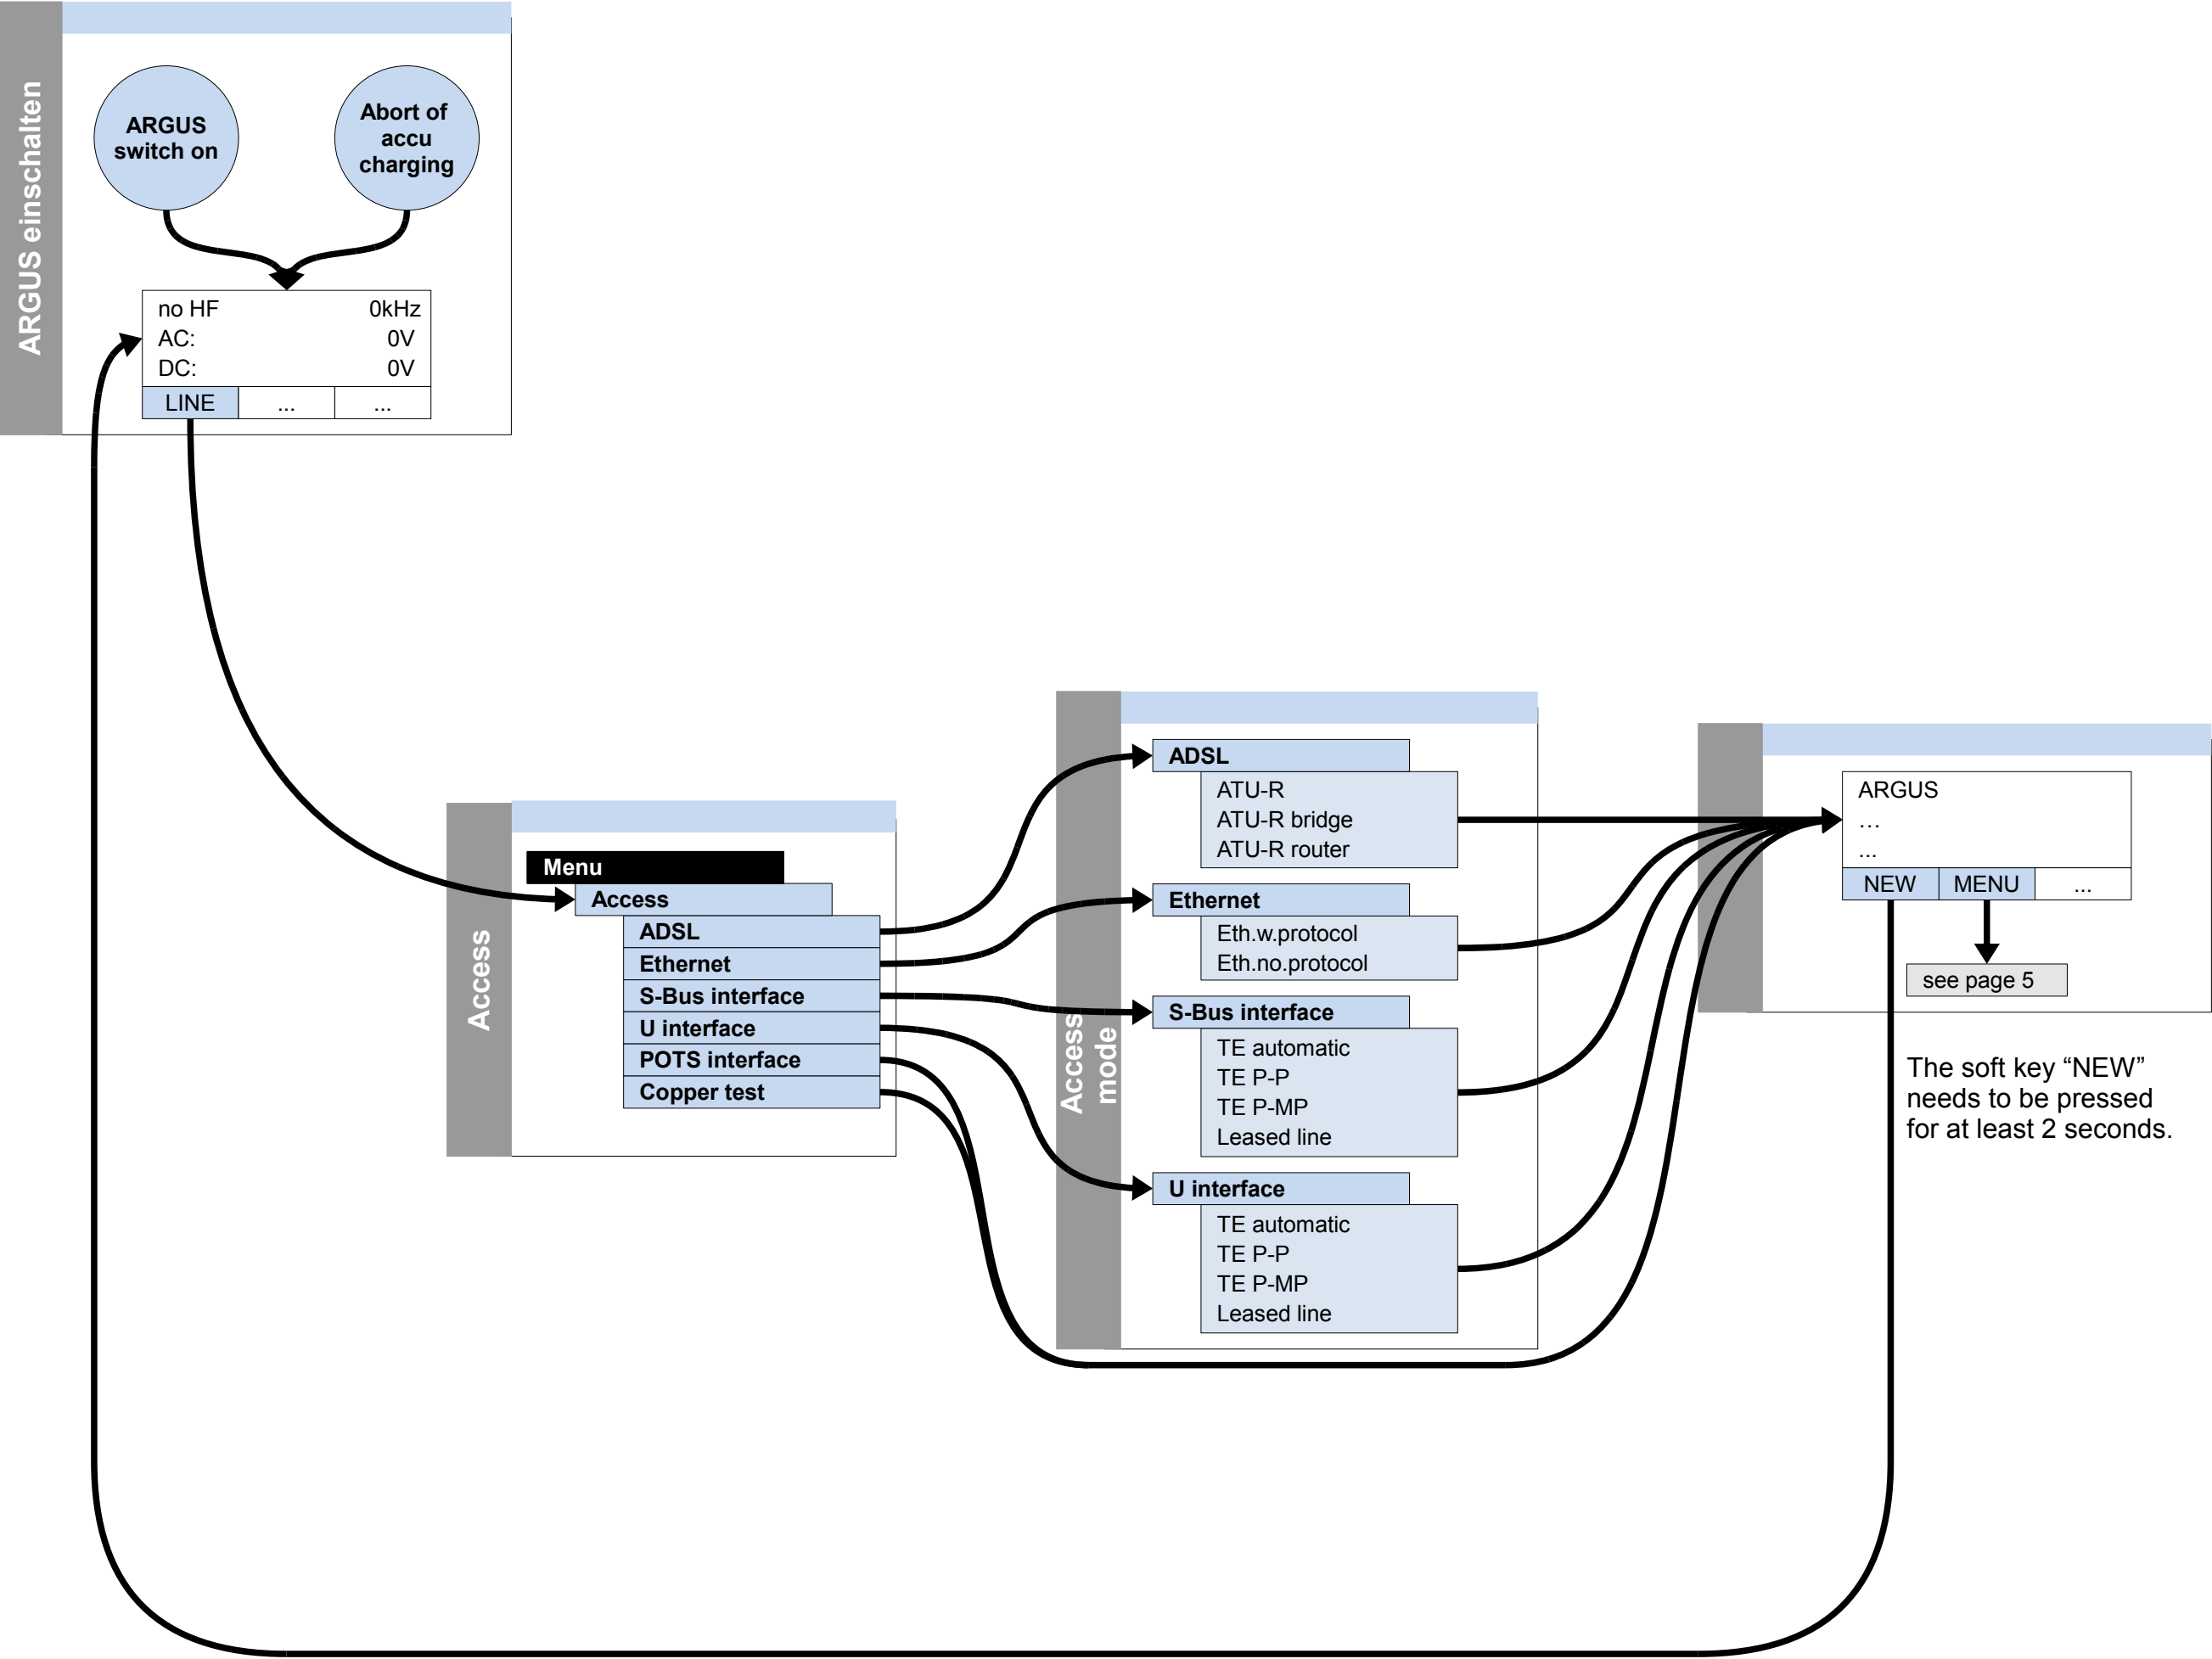 ARGUS einschalten
ARGUS
switch on
Abort of
accu
charging
no HF 0kHz
AC: 0V
DC: 0V
LINE ... ...
Access
Menu
Access
ADSL
Ethernet
S-Bus interface
U interface
POTS interface
Copper test
Access
mode
ADSL
ATU-R
ATU-R bridge
ATU-R router
Ethernet
Eth.w.protocol
Eth.no.protocol
S-Bus interface
TE automatic
TE P-P
TE P-MP
Leased line
U interface
TE automatic
TE P-P
TE P-MP
Leased line
ARGUS
…
...
NEW MENU ...
see page 5
The soft key “NEW”
needs to be pressed
for at least 2 seconds.